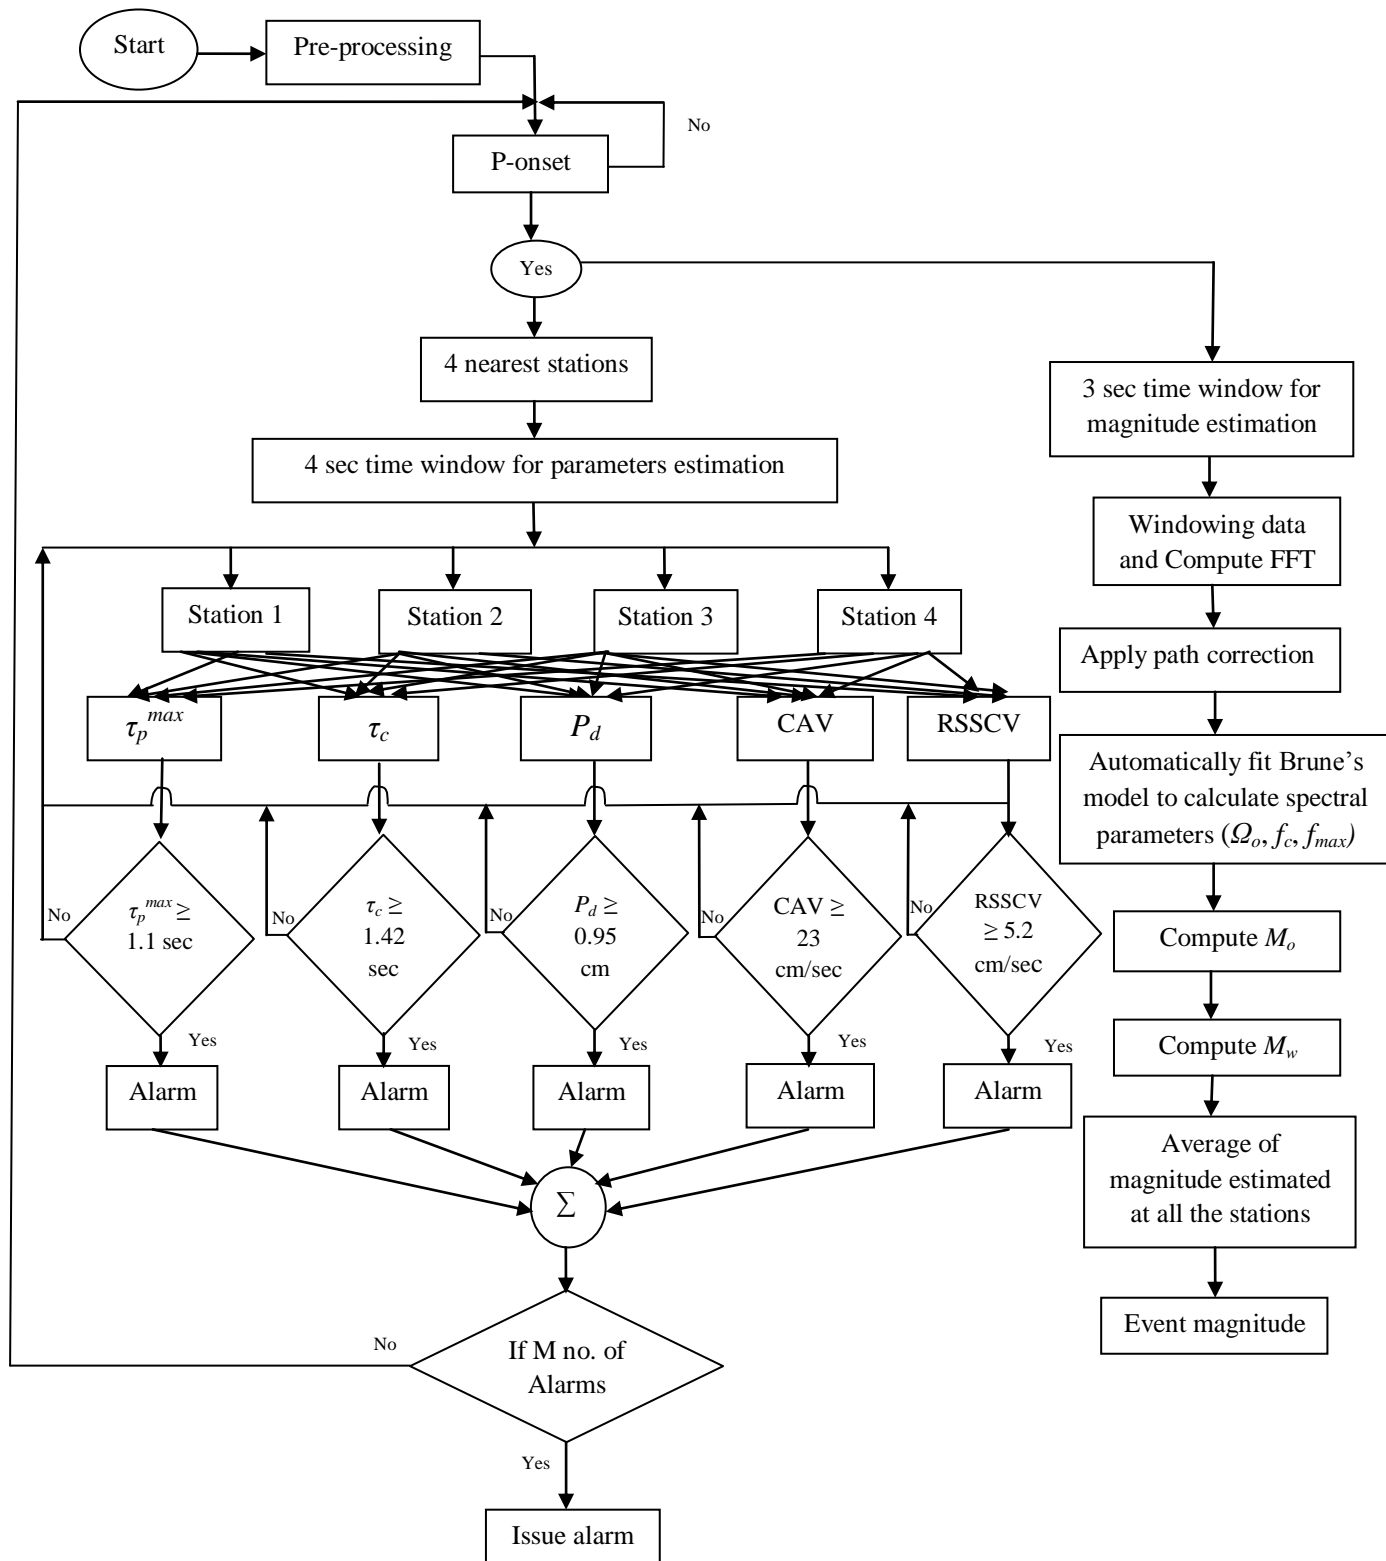 Start
Pre-processing
No
P-onset
Yes
4 nearest stations
3 sec time window for
magnitude estimation
4 sec time window for parameters estimation
Windowing data
and Compute FFT
Station 1
Station 2
Station 3
Station 4
Apply path correction
τp^max
τc
Pd
CAV
RSSCV
Automatically fit Brune's
model to calculate spectral
parameters (Ωo, fc, fmax)
No
τp^max ≥
1.1 sec
No
τc ≥
1.42
sec
No
Pd ≥
0.95
cm
No
CAV ≥
23
cm/sec
No
RSSCV
≥ 5.2
cm/sec
Compute Mo
Yes
Yes
Yes
Yes
Yes
Compute Mw
Alarm
Alarm
Alarm
Alarm
Alarm
Average of
magnitude estimated
at all the stations
∑
Event magnitude
No
If M no. of
Alarms
Yes
Issue alarm